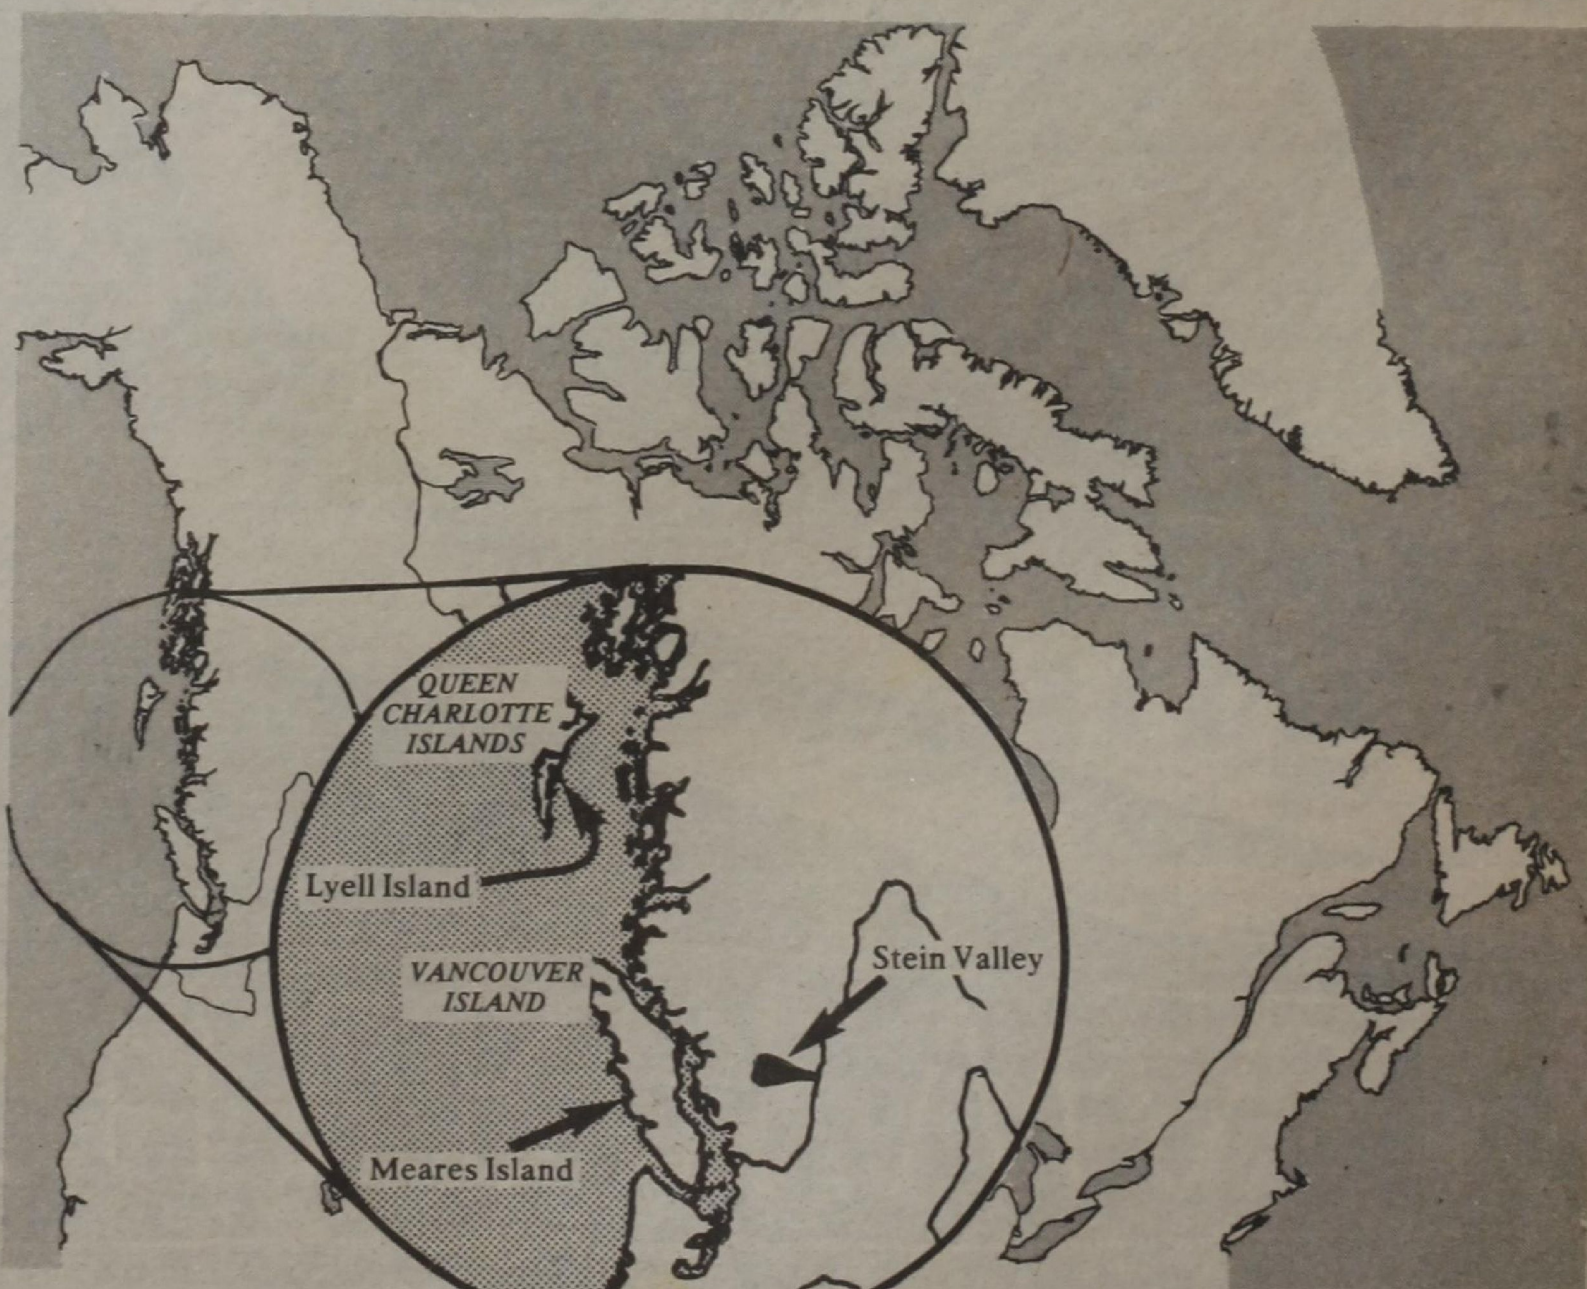 QUEEN
CHARLOTTE
ISLANDS
Lyell Island
VANCOUVER
ISLAND
Stein Valley
Meares Island